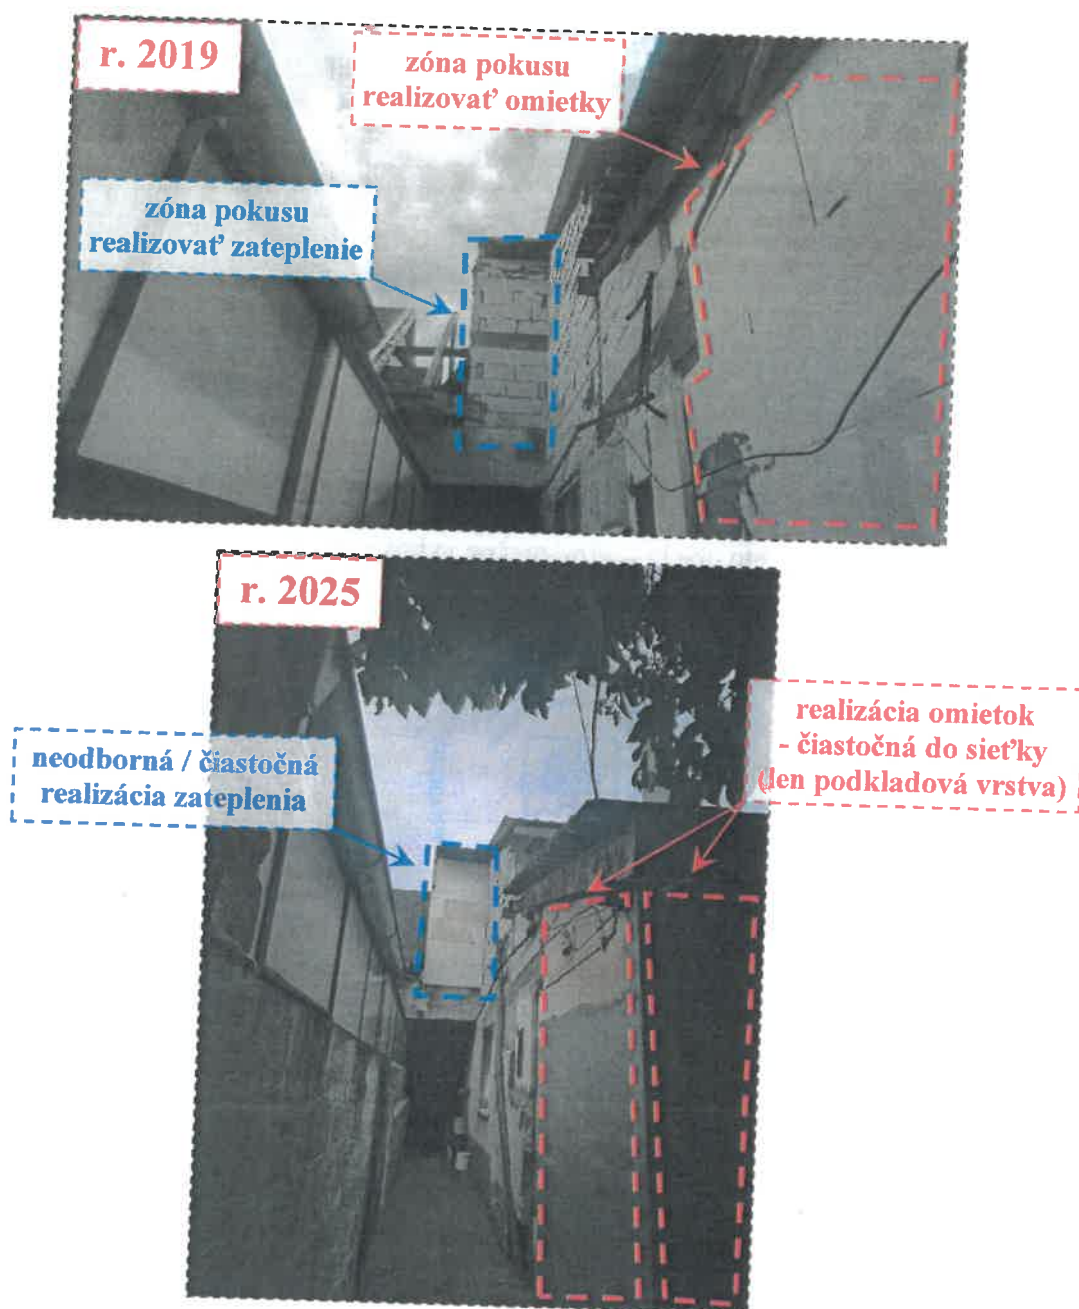 r. 2019
zóna pokusu
realizovať omietky
zóna pokusu
realizovať zateplenie
r. 2025
realizácia omietok
- čiastočná do sieťky
(len podkladová vrstva)
neodborná / čiastočná
realizácia zateplenia